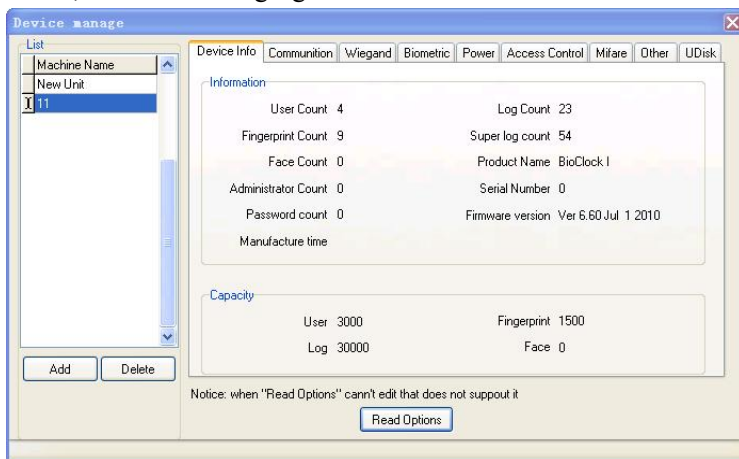 Device manage
List
Machine Name
New Unit
11
Add Delete
Device Info Communition Wiegand Biometric Power Access Control Mifare Other UDisk
Information
User Count 4 Log Count 23
Fingerprint Count 9 Super log count 54
Face Count 0 Product Name BioClock I
Administrator Count 0 Serial Number 0
Password count 0 Firmware version Ver 6.60 Jul 1 2010
Manufacture time
Capacity
User 3000 Fingerprint 1500
Log 30000 Face 0
Notice: when "Read Options" cann't edit that does not suppout it
Read Options